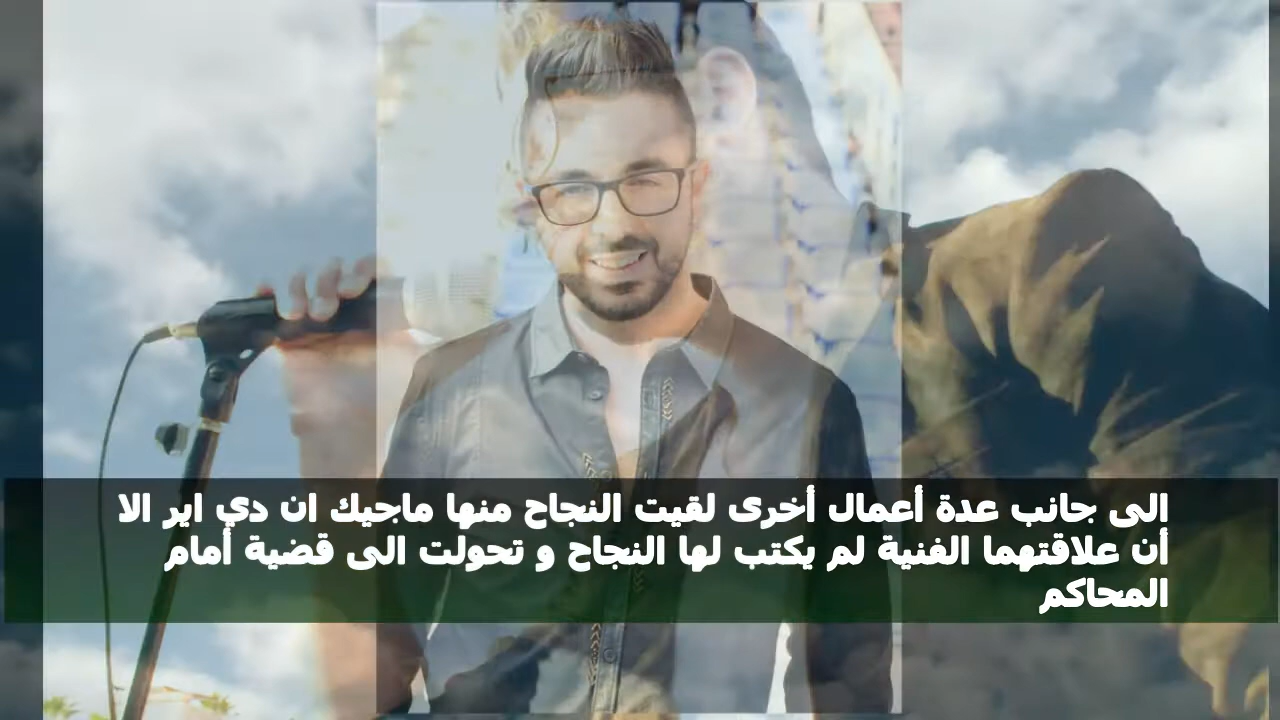 إلى جانب عدة أعمال أخرى لقيت النجاح منها ماجيك ان دي اير الا
أن علاقتهما الفنية لم يكتب لها النجاح و تحولت الى قضية أمام
المحاكم